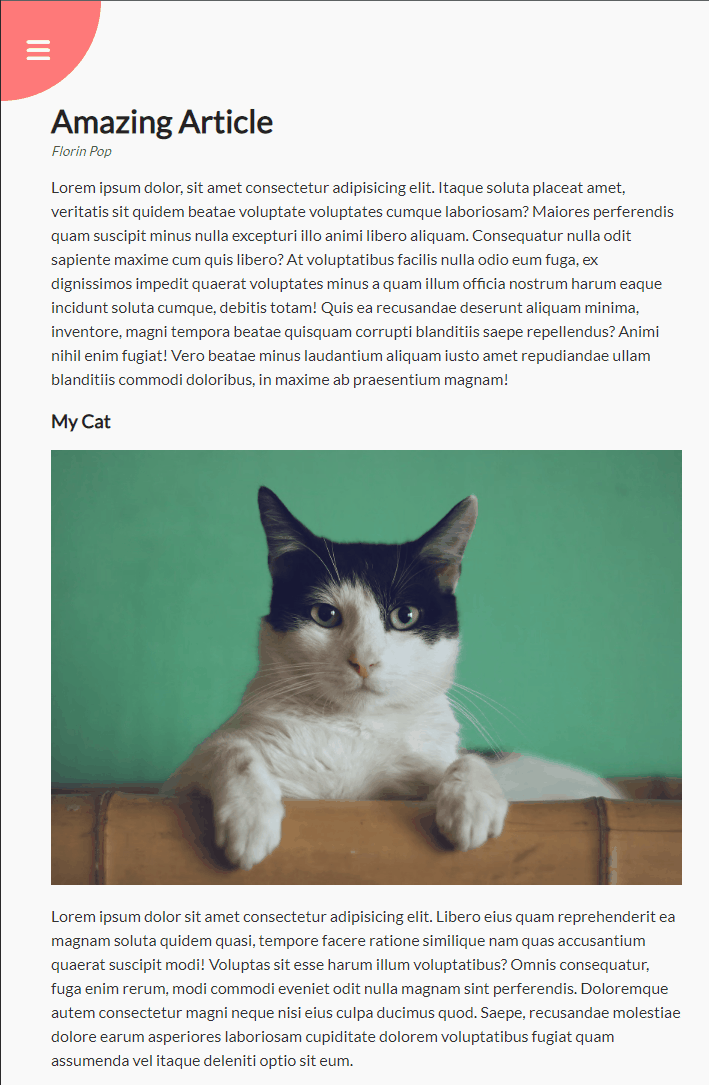 Amazing Article
Florin Pop
Lorem ipsum dolor, sit amet consectetur adipisicing elit. Itaque soluta placeat amet,
veritatis sit quidem beatae voluptate voluptates cumque laboriosam? Maiores perferendis
quam suscipit minus nulla excepturi illo animi libero aliquam. Consequatur nulla odit
sapiente maxime cum quis libero? At voluptatibus facilis nulla odio eum fuga, ex
dignissimos impedit quaerat voluptates minus a quam illum officia nostrum harum eaque
incidunt soluta cumque, debitis totam! Quis ea recusandae deserunt aliquam minima,
inventore, magni tempora beatae quisquam corrupti blanditiis saepe repellendus? Animi
nihil enim fugiat! Vero beatae minus laudantium aliquam iusto amet repudiandae ullam
blanditiis commodi doloribus, in maxime ab praesentium magnam!
My Cat
Lorem ipsum dolor sit amet consectetur adipisicing elit. Libero eius quam reprehenderit ea
magnam soluta quidem quasi, tempore facere ratione similique nam quas accusantium
quaerat suscipit modi! Voluptas sit esse harum illum voluptatibus? Omnis consequatur,
fuga enim rerum, modi commodi eveniet odit nulla magnam sint perferendis. Doloremque
autem consectetur magni neque nisi eius culpa ducimus quod. Saepe, recusandae molestiae
dolore earum asperiores laboriosam cupiditate dolorem voluptatibus fugiat quam
assumenda vel itaque deleniti optio sit eum.